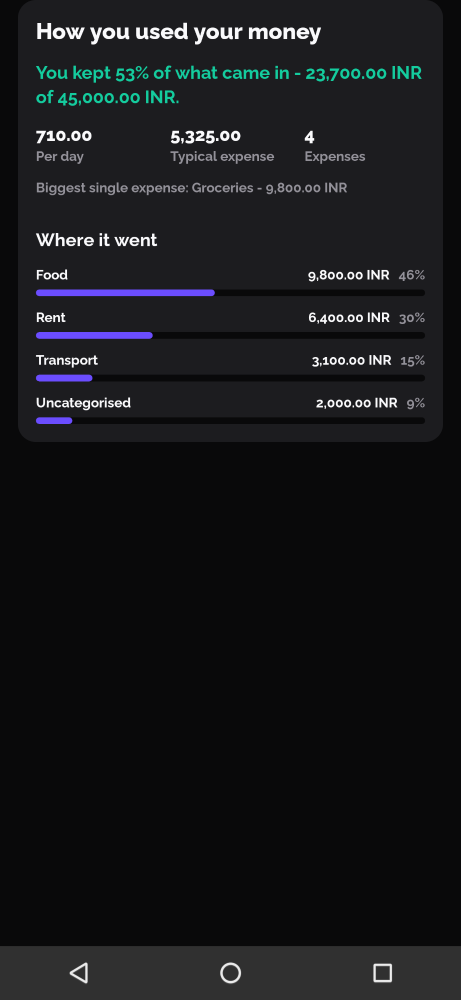 How you used your money
You kept 53% of what came in - 23,700.00 INR
of 45,000.00 INR.
710.00 5,325.00 4
Per day Typical expense Expenses
Biggest single expense: Groceries - 9,800.00 INR
Where it went
Food 9,800.00 INR 46%
Rent 6,400.00 INR 30%
Transport 3,100.00 INR 15%
Uncategorised 2,000.00 INR 9%